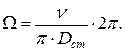 Ω = ν / (π · D_cm) · 2π.